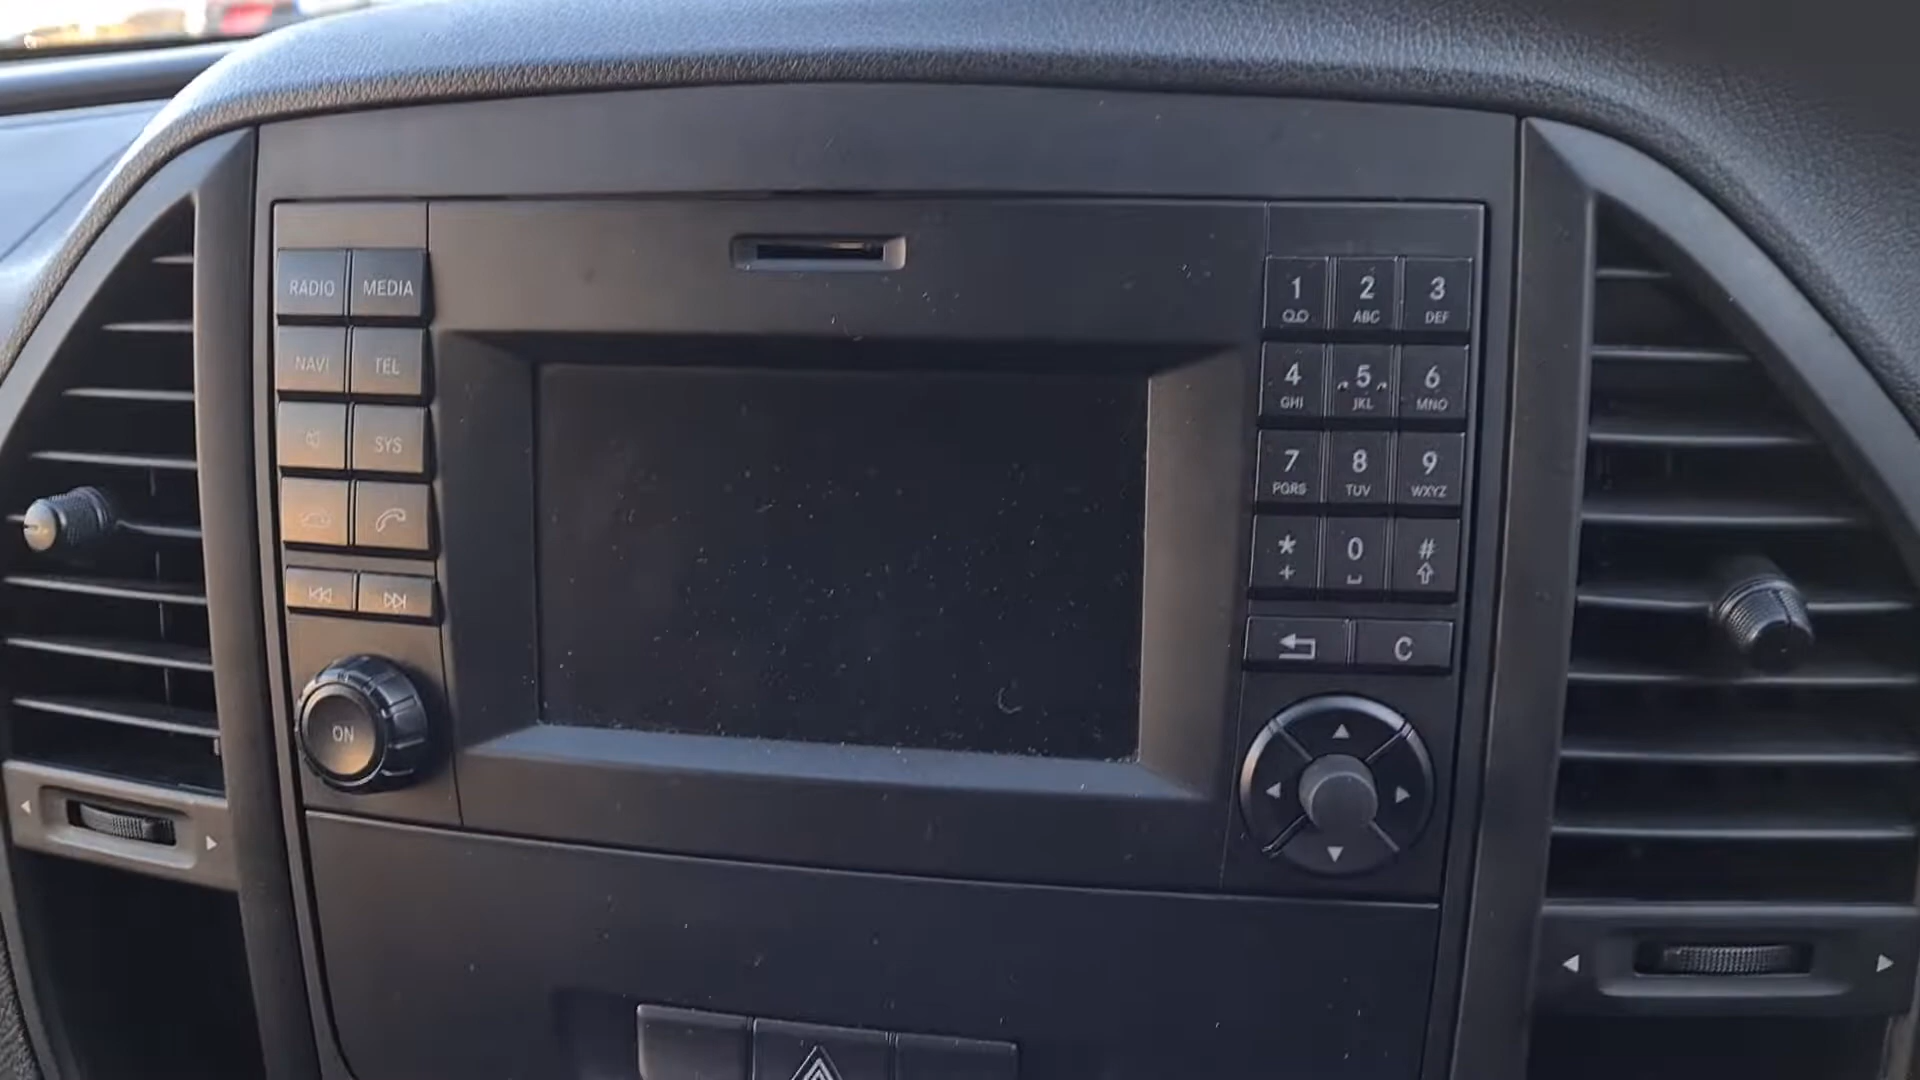 RADIO MEDIA
NAVI TEL
SYS
ON
1 2 3
ABC DEF
4 5 6
GHI JKL MNO
7 8 9
PQRS TUV WXYZ
* 0 #
+
C